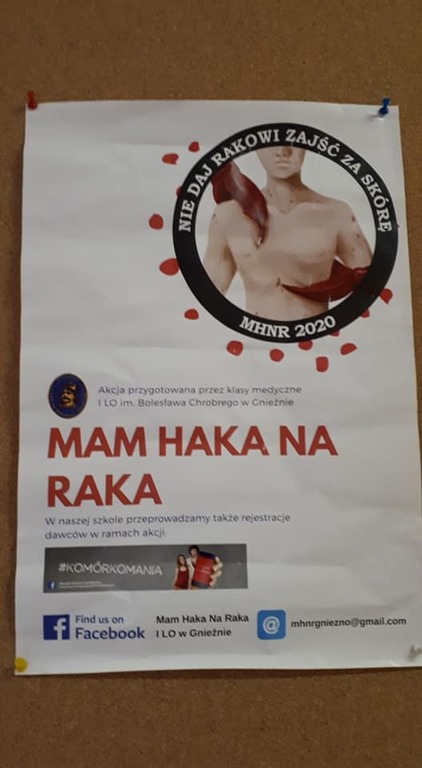 NIE DAJ RAKOWI ZAJŚĆ ZA SKÓRĘ
MHNR 2020
Akcja przygotowana przez klasy medyczne
I LO im. Bolesława Chrobrego w Gnieźnie
MAM HAKA NA
RAKA
W naszej szkole przeprowadzamy także rejestracje
dawców w ramach akcji:
#KOMÓRKOMANIA
Find us on
Facebook
Mam Haka Na Raka
I LO w Gnieźnie
@
mhnrgniezno@gmail.com